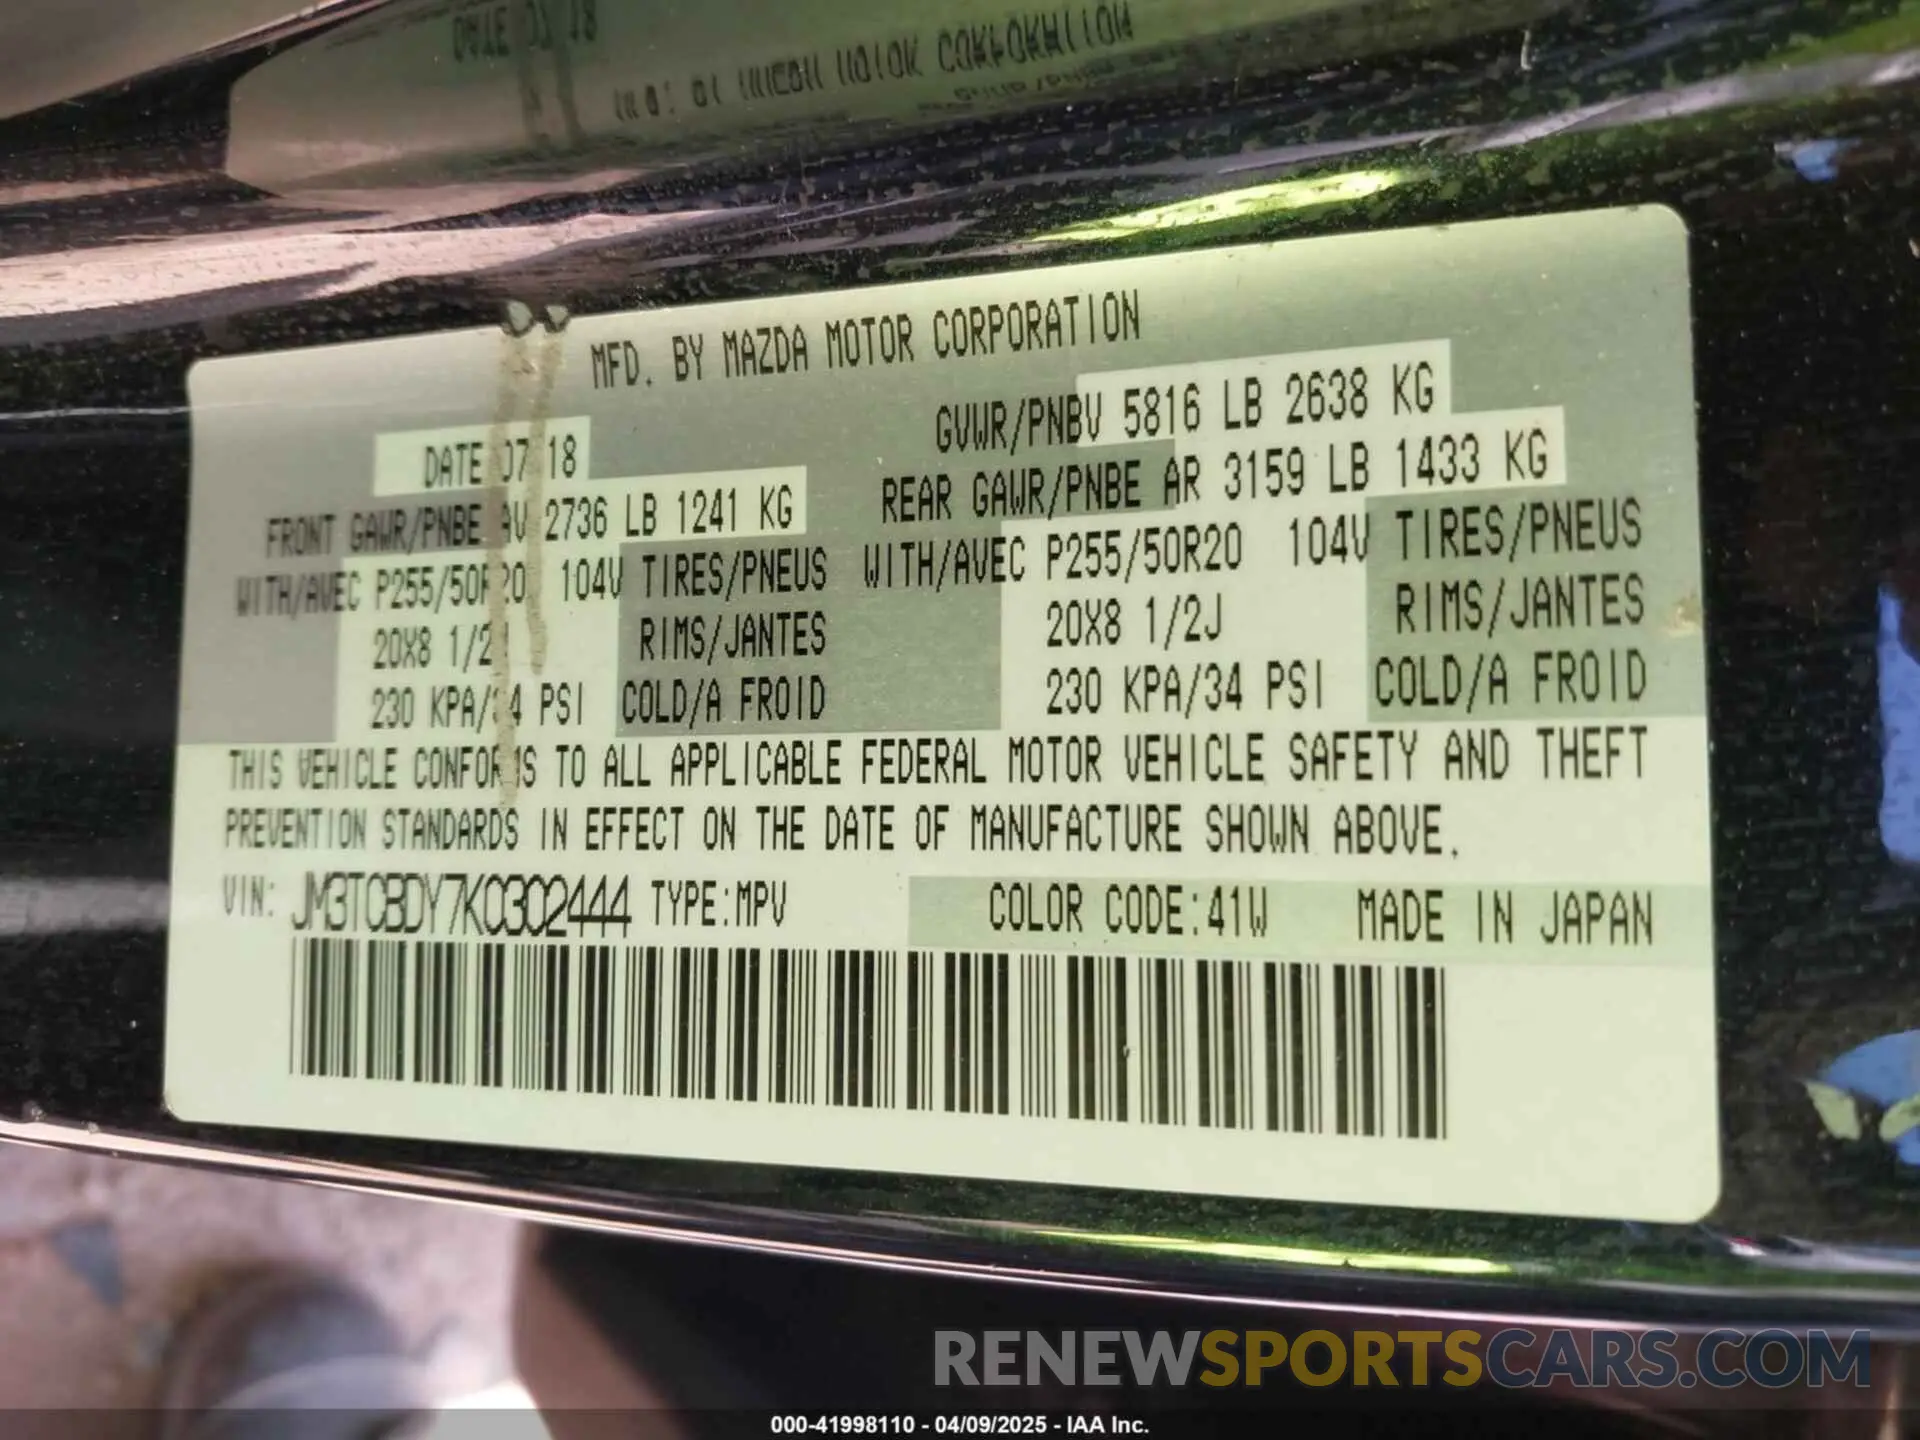 MFD. BY MAZDA MOTOR CORPORATION
DATE 07 18
GVWR/PNBV 5816 LB 2638 KG
FRONT GAWR/PNBE AV 2736 LB 1241 KG
REAR GAWR/PNBE AR 3159 LB 1433 KG
WITH/AVEC P255/50R20 104V TIRES/PNEUS
WITH/AVEC P255/50R20 104V TIRES/PNEUS
20X8 1/2J RIMS/JANTES
20X8 1/2J RIMS/JANTES
230 KPA/34 PSI COLD/A FROID
230 KPA/34 PSI COLD/A FROID
THIS VEHICLE CONFORMS TO ALL APPLICABLE FEDERAL MOTOR VEHICLE SAFETY AND THEFT
PREVENTION STANDARDS IN EFFECT ON THE DATE OF MANUFACTURE SHOWN ABOVE.
VIN: JM3TCBDY7K0302444 TYPE:MPV COLOR CODE:41W MADE IN JAPAN
RENEWSPORTSCARS.COM
000-41998110 - 04/09/2025 - IAA Inc.